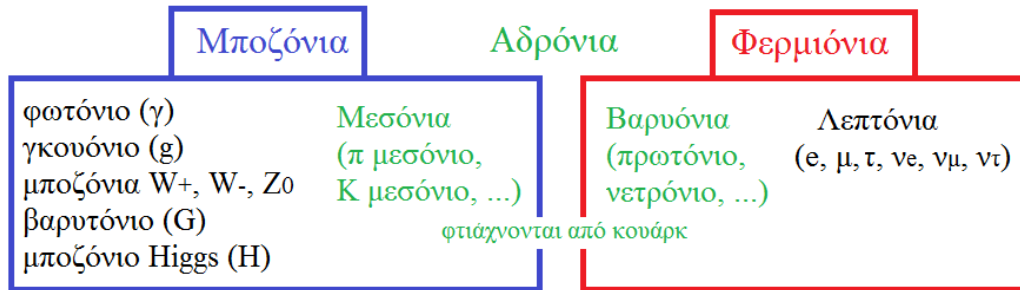 Μποζόνια
Αδρόνια
Φερμιόνια
φωτόνιο (γ)
γκουόνιο (g)
μποζόνια W+, W-, Z0
βαρυτόνιο (G)
μποζόνιο Higgs (H)
Μεσόνια
(π μεσόνιο,
Κ μεσόνιο, ...)
Βαρυόνια
(πρωτόνιο,
νετρόνιο, ...)
Λεπτόνια
(e, μ, τ, νe, νμ, ντ)
φτιάχνονται από κουάρκ